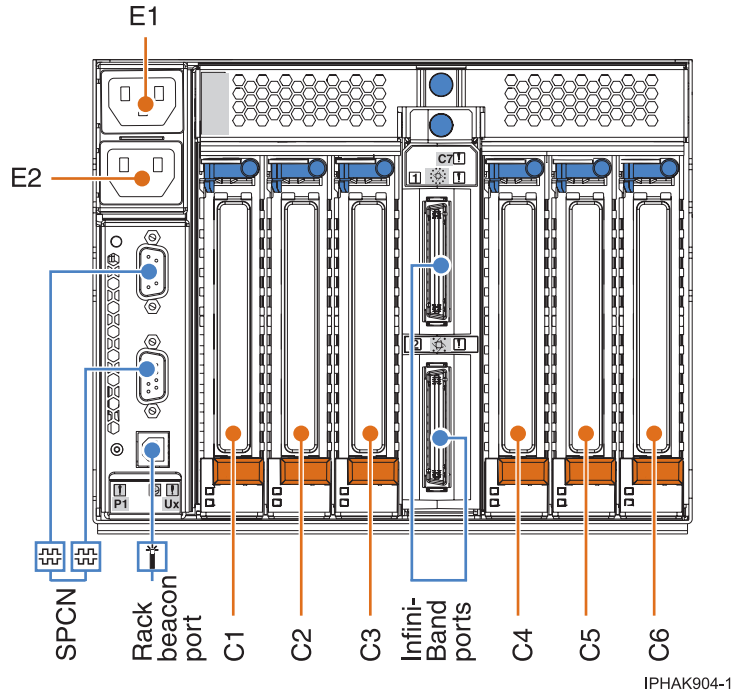 E1
E2
C7
1
2
P1
Ux
SPCN
Rack
beacon
port
C1
C2
C3
Infini-
Band
ports
C4
C5
C6
IPHAK904-1